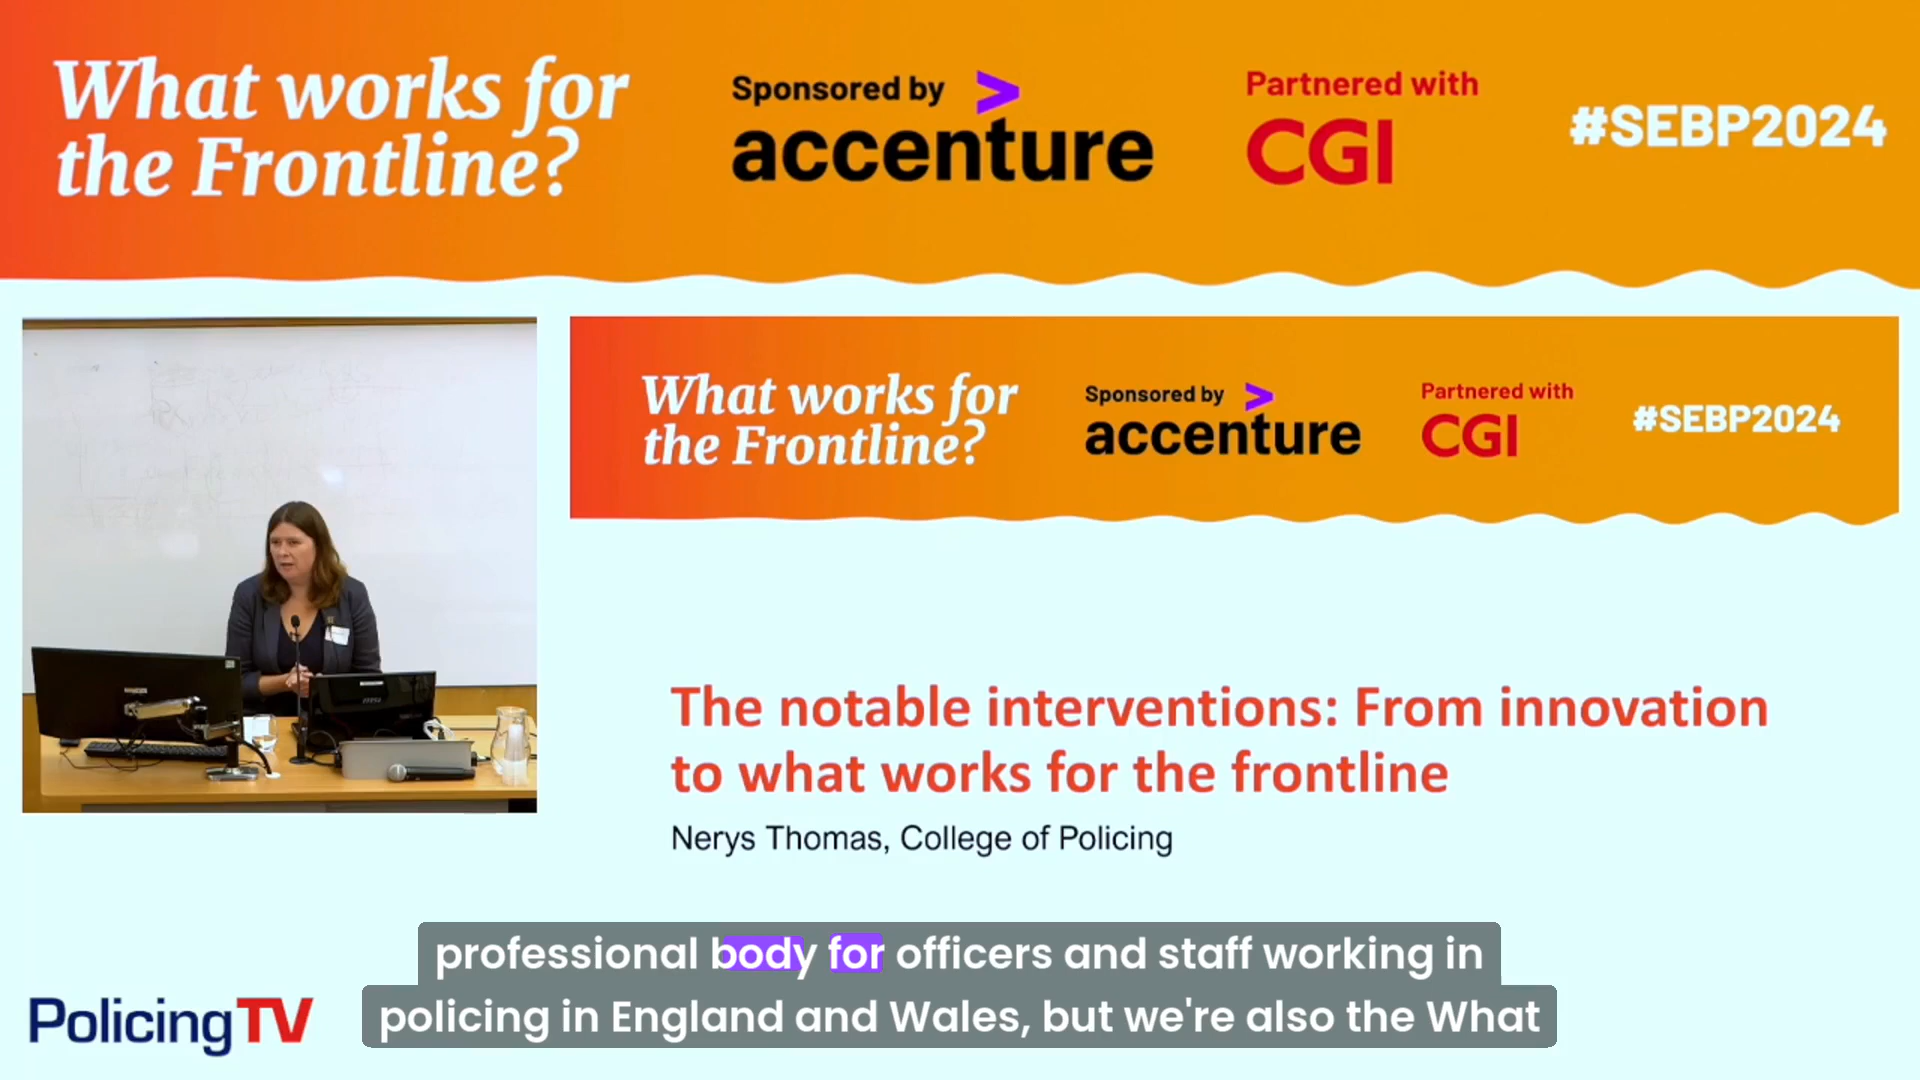 What works for
the Frontline?
Sponsored by
accenture
Partnered with
CGI
#SEBP2024
What works for
the Frontline?
Sponsored by
accenture
Partnered with
CGI
#SEBP2024
The notable interventions: From innovation
to what works for the frontline
Nerys Thomas, College of Policing
professional body for officers and staff working in
policing in England and Wales, but we're also the What
PolicingTV